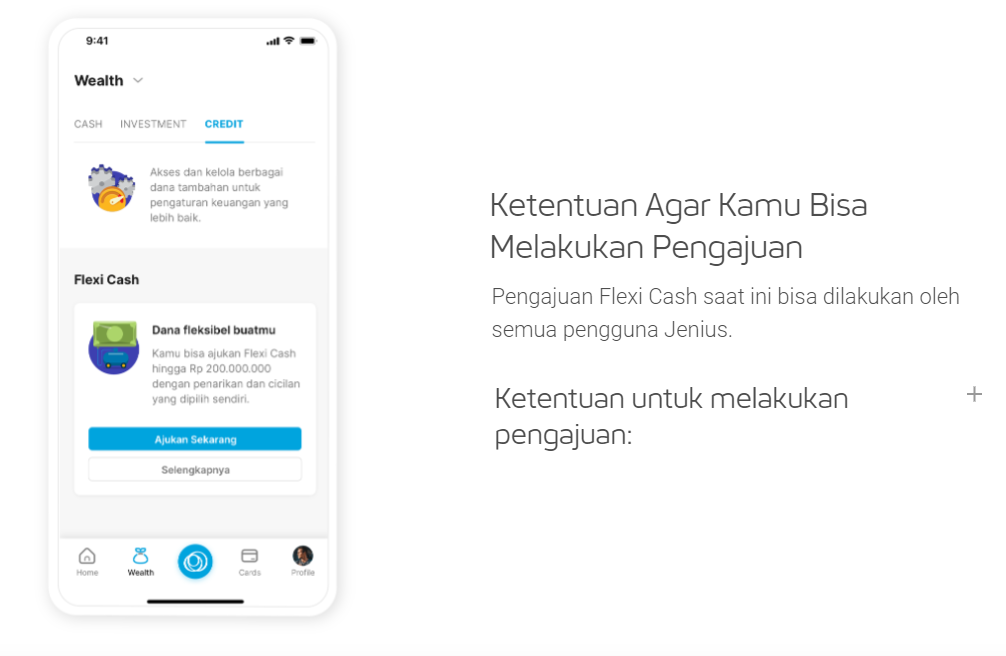 9:41
Wealth
CASH INVESTMENT CREDIT
Akses dan kelola berbagai
dana tambahan untuk
pengaturan keuangan yang
lebih baik.
Flexi Cash
Dana fleksibel buatmu
Kamu bisa ajukan Flexi Cash
hingga Rp 200.000.000
dengan penarikan dan cicilan
yang dipilih sendiri.
Ajukan Sekarang
Selengkapnya
Home Wealth Cards Profile
Ketentuan Agar Kamu Bisa
Melakukan Pengajuan
Pengajuan Flexi Cash saat ini bisa dilakukan oleh
semua pengguna Jenius.
Ketentuan untuk melakukan +
pengajuan: